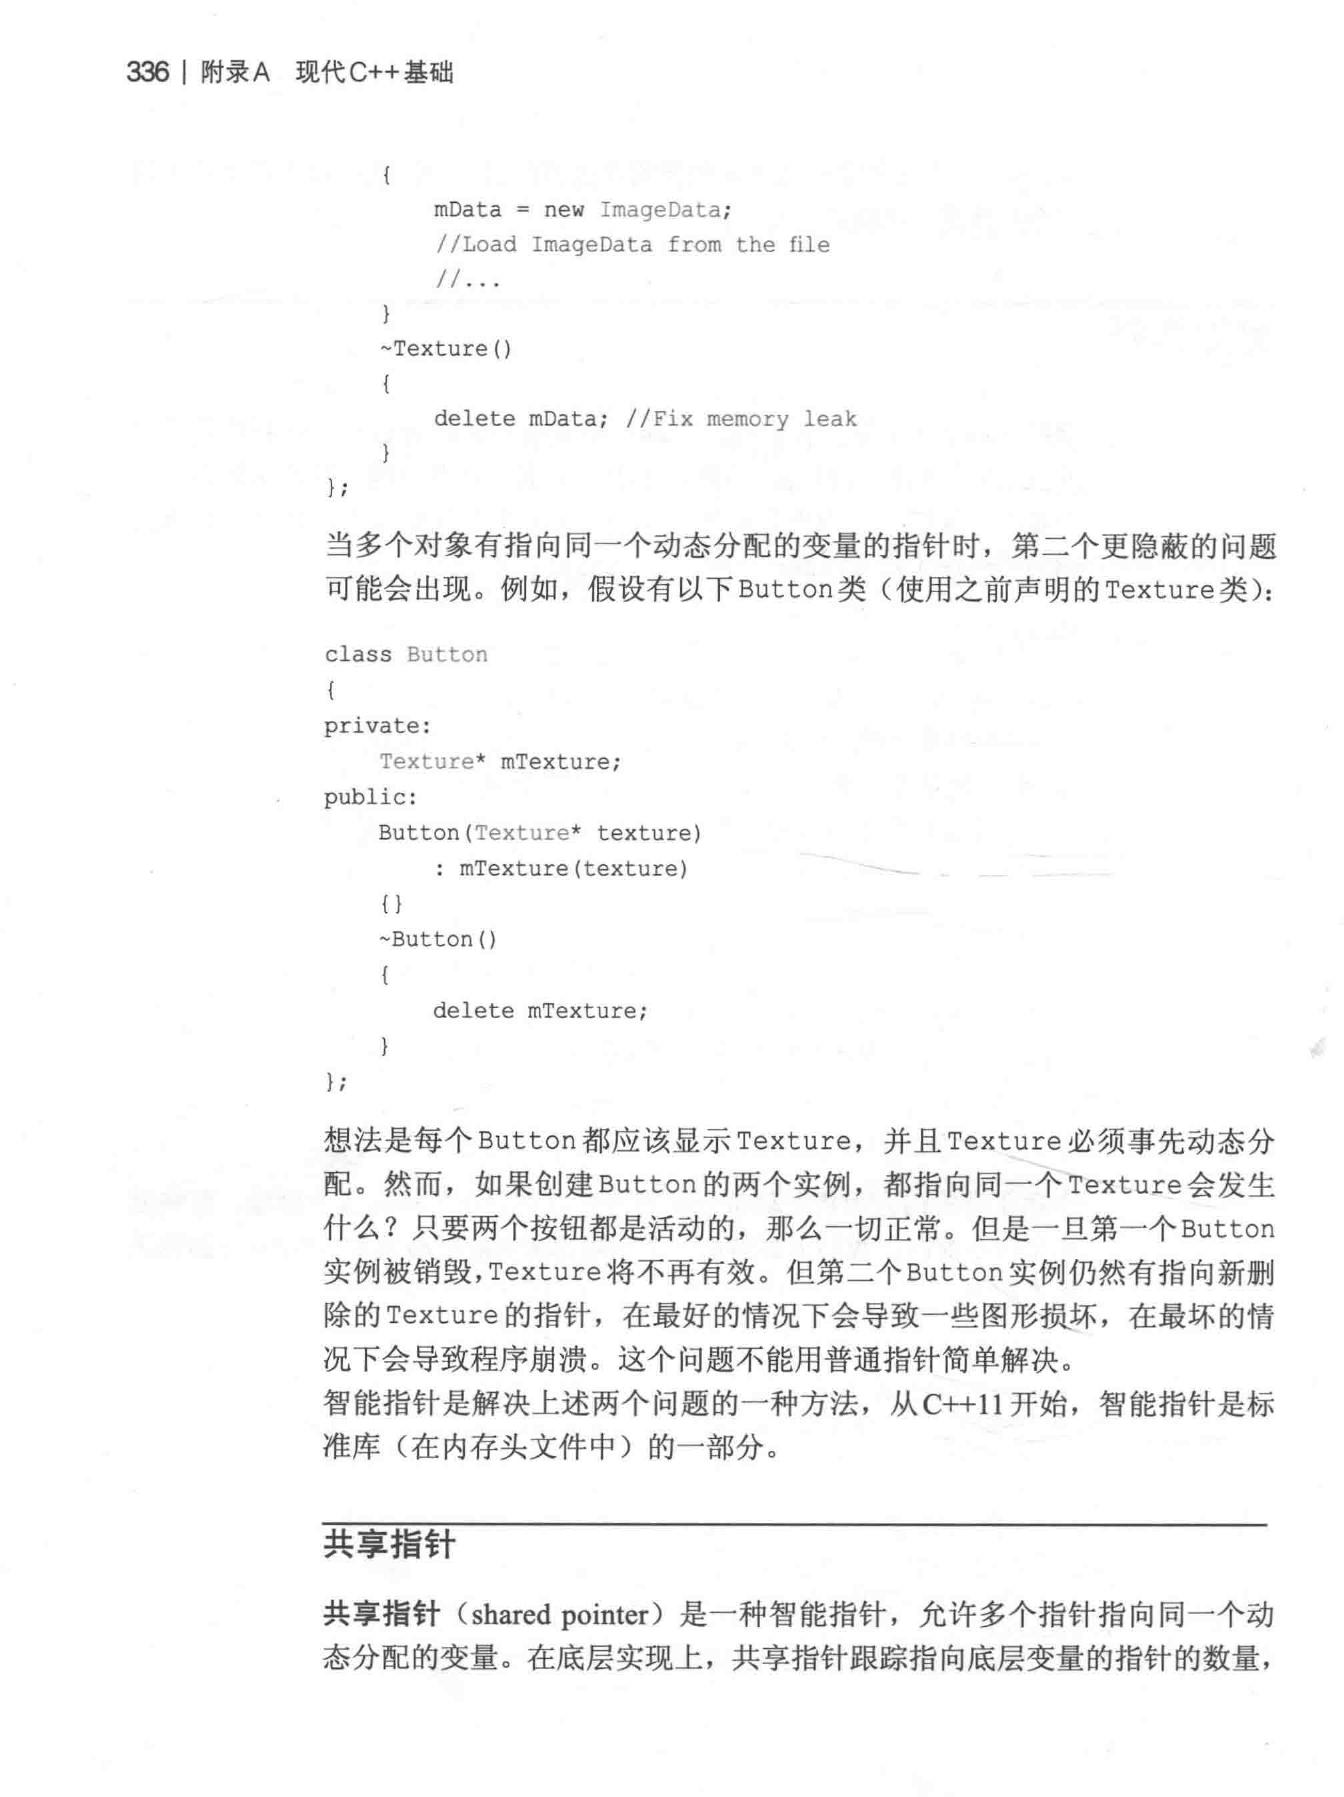 336 | 附录A 现代C++基础
{
mData = new ImageData;
//Load ImageData from the file
//...
}
~Texture()
{
delete mData; //Fix memory leak
}
};
当多个对象有指向同一个动态分配的变量的指针时，第二个更隐蔽的问题
可能会出现。例如，假设有以下Button类（使用之前声明的Texture类）：
class Button
{
private:
Texture* mTexture;
public:
Button(Texture* texture)
: mTexture(texture)
{}
~Button()
{
delete mTexture;
}
};
想法是每个Button都应该显示Texture，并且Texture必须事先动态分
配。然而，如果创建Button的两个实例，都指向同一个Texture会发生
什么？只要两个按钮都是活动的，那么一切正常。但是一旦第一个Button
实例被销毁，Texture将不再有效。但第二个Button实例仍然有指向新删
除的Texture的指针，在最好的情况下会导致一些图形损坏，在最坏的情
况下会导致程序崩溃。这个问题不能用普通指针简单解决。
智能指针是解决上述两个问题的一种方法，从C++11开始，智能指针是标
准库（在内存头文件中）的一部分。
共享指针
共享指针（shared pointer）是一种智能指针，允许多个指针指向同一个动
态分配的变量。在底层实现上，共享指针跟踪指向底层变量的指针的数量，